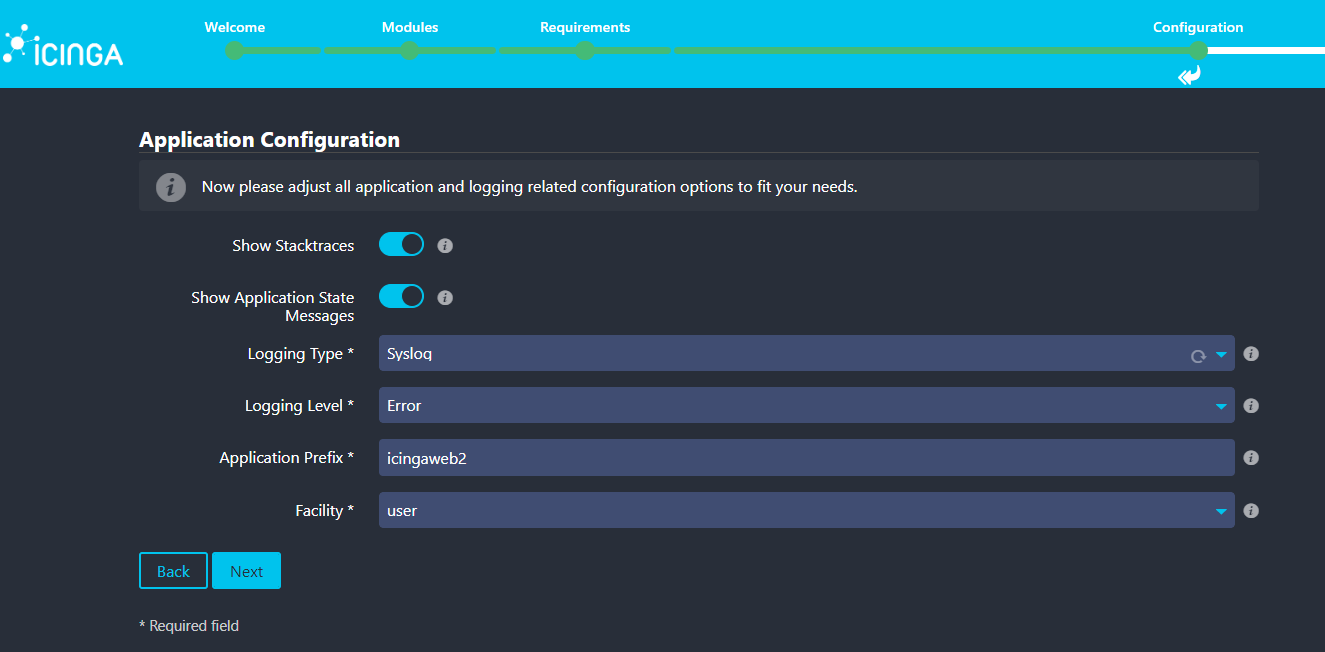 Welcome Modules Requirements Configuration
ICINGA
Application Configuration
Now please adjust all application and logging related configuration options to fit your needs.
Show Stacktraces
Show Application State
Messages
Logging Type * Syslog
Logging Level * Error
Application Prefix * icingaweb2
Facility * user
Back Next
* Required field